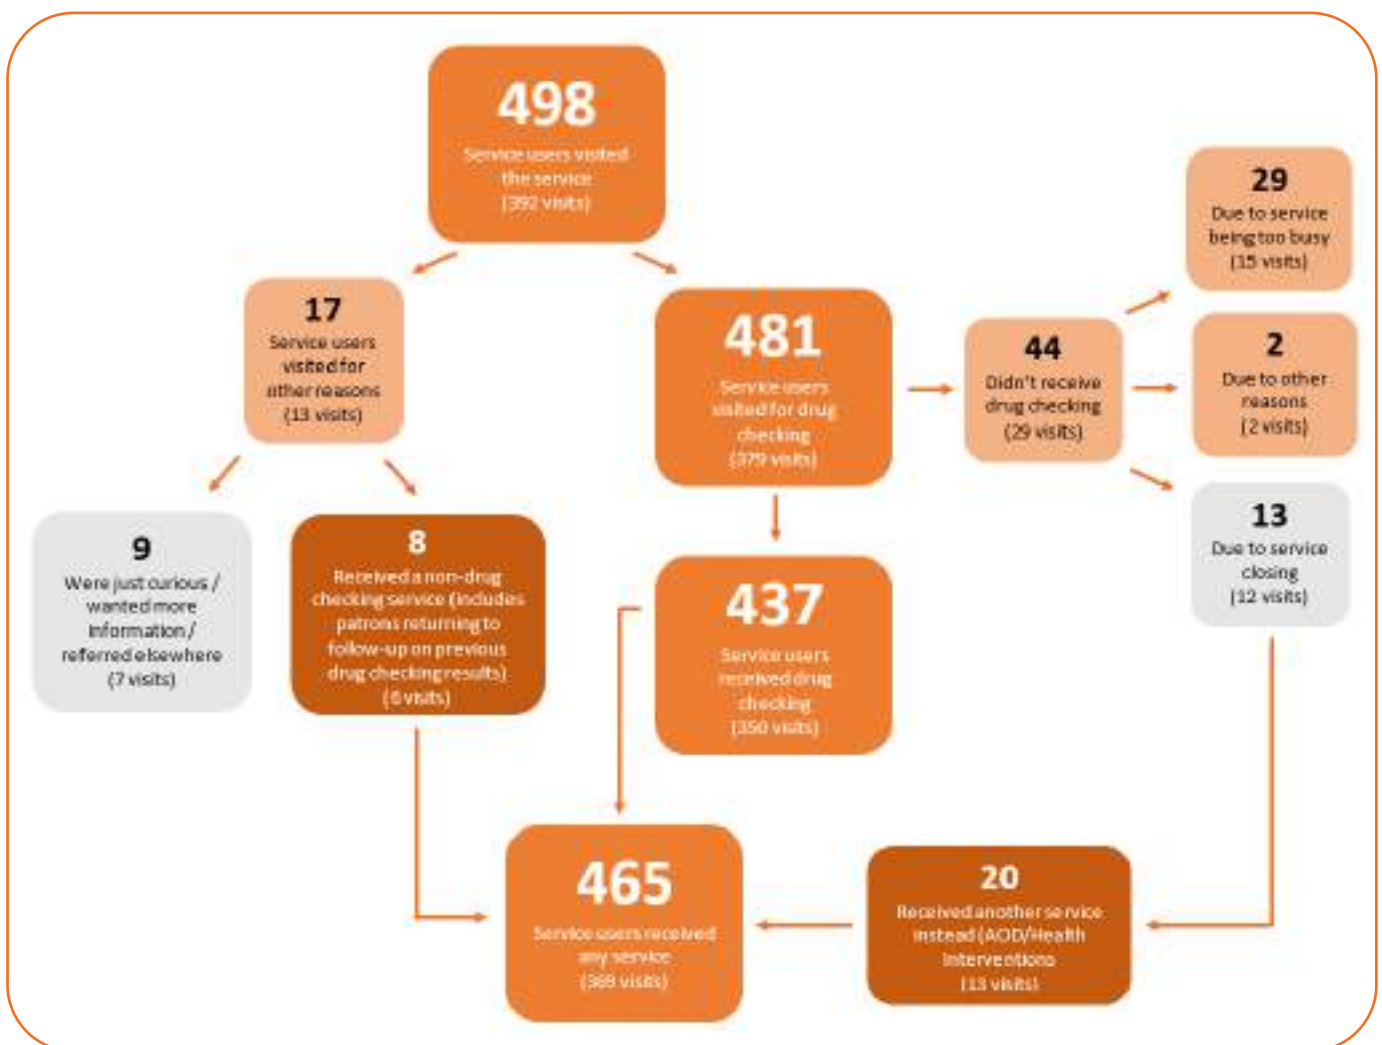 498
Service users visited
the service
(392 visits)
29
Due to service
being too busy
(15 visits)
17
Service users
visited for
other reasons
(13 visits)
481
Service users
visited for drug
checking
(379 visits)
44
Didn't receive
drug checking
(29 visits)
2
Due to other
reasons
(2 visits)
13
Due to service
closing
(12 visits)
9
Were just curious /
wanted more
information /
referred elsewhere
(7 visits)
8
Received a non-drug
checking service (includes
patrons returning to
follow-up on previous
drug checking results)
(6 visits)
437
Service users
received drug
checking
(350 visits)
465
Service users received
any service
(369 visits)
20
Received another service
instead (AOD/Health
Interventions
(13 visits)